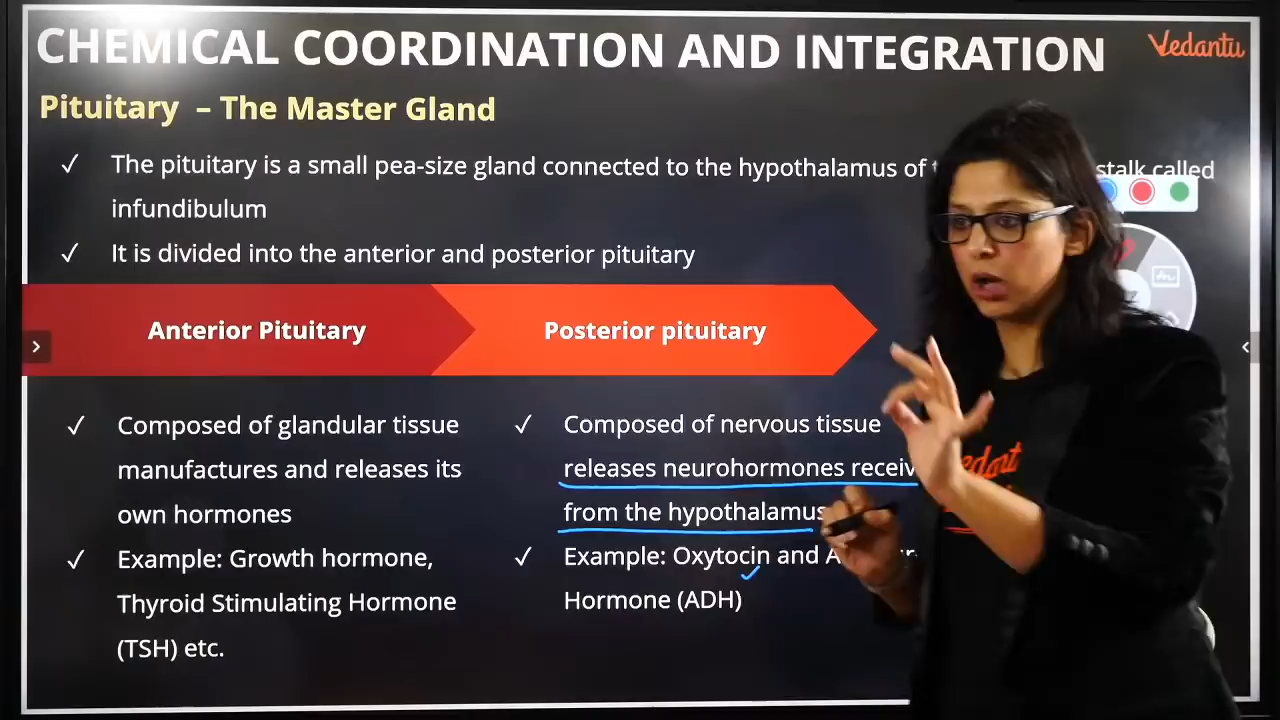 CHEMICAL COORDINATION AND INTEGRATION
Vedantu
Pituitary – The Master Gland
✓ The pituitary is a small pea-size gland connected to the hypothalamus of stalk called
infundibulum
✓ It is divided into the anterior and posterior pituitary
Anterior Pituitary
Posterior pituitary
✓ Composed of glandular tissue
manufactures and releases its
own hormones
✓ Example: Growth hormone,
Thyroid Stimulating Hormone
(TSH) etc.
✓ Composed of nervous tissue
releases neurohormones receiv
from the hypothalamus
✓ Example: Oxytocin and
Hormone (ADH)